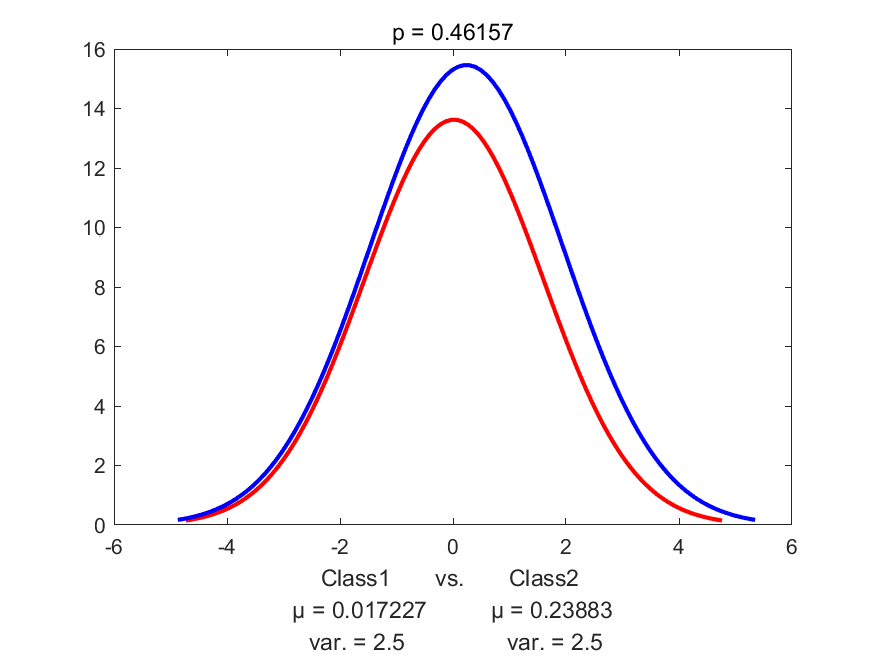 p = 0.46157
16
14
12
10
8
6
4
2
0
-6 -4 -2 0 2 4 6
Class1 vs. Class2
μ = 0.017227 μ = 0.23883
var. = 2.5 var. = 2.5